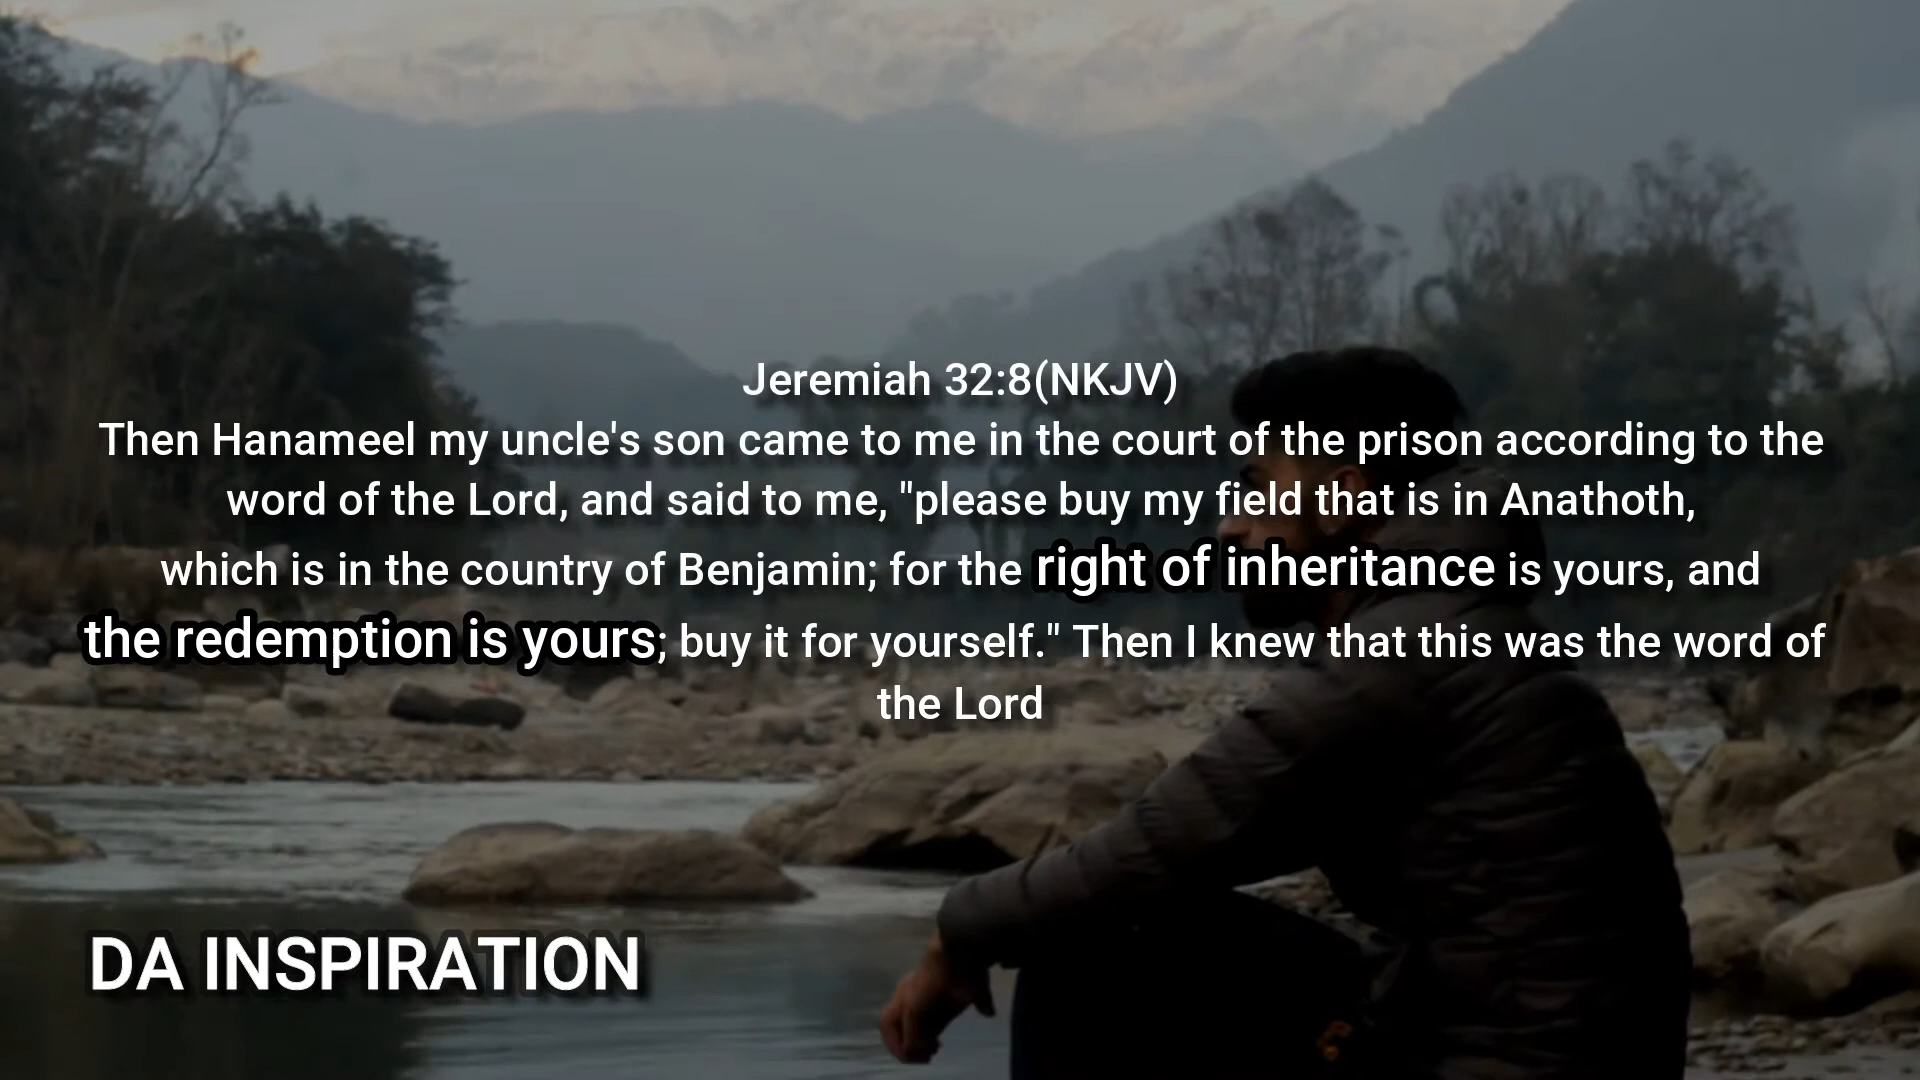 Jeremiah 32:8(NKJV)
Then Hanameel my uncle's son came to me in the court of the prison according to the
word of the Lord, and said to me, "please buy my field that is in Anathoth,
which is in the country of Benjamin; for the right of inheritance is yours, and
the redemption is yours; buy it for yourself." Then I knew that this was the word of
the Lord
DA INSPIRATION